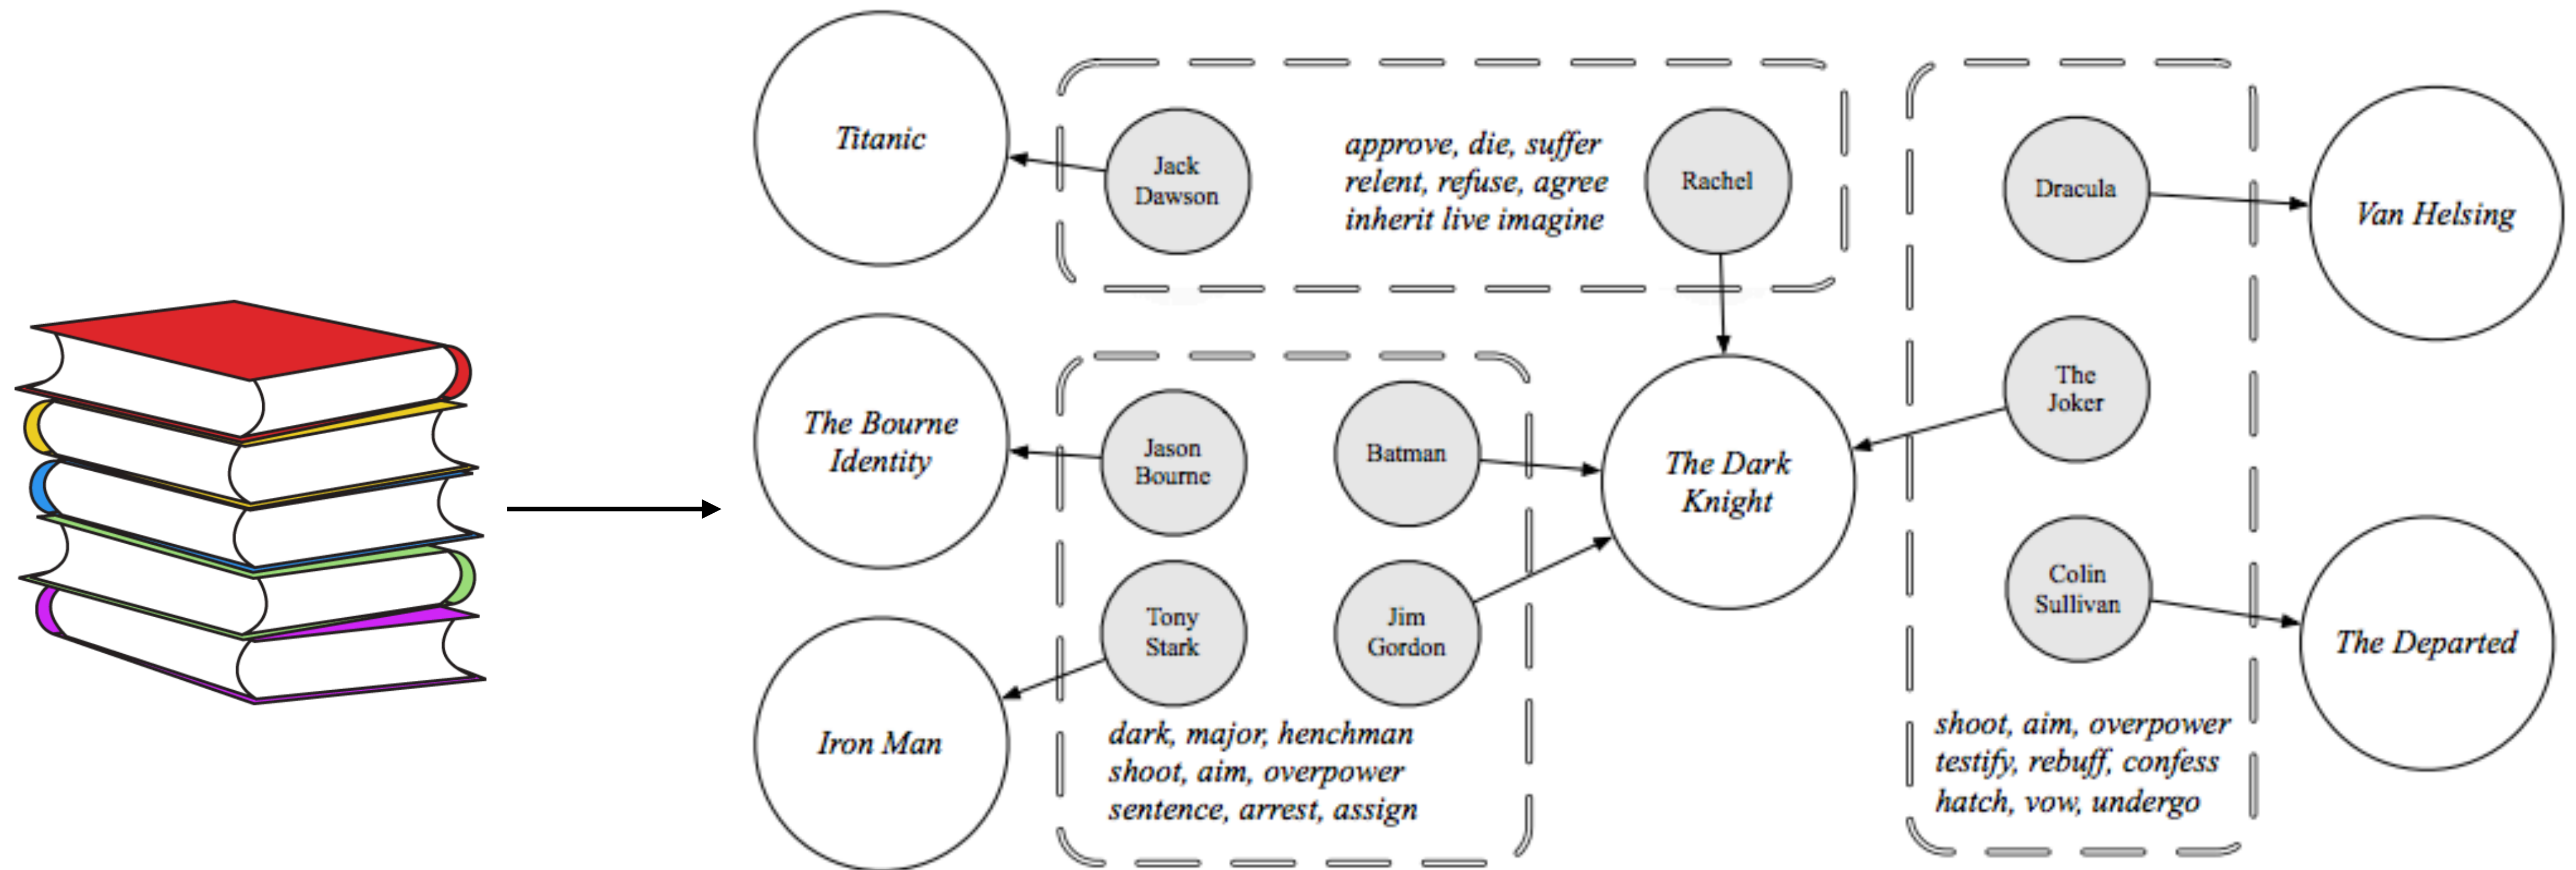 Titanic
Jack
Dawson
approve, die, suffer
relent, refuse, agree
inherit live imagine
Rachel
Dracula
Van Helsing
The Bourne
Identity
Jason
Bourne
Batman
The Dark
Knight
The
Joker
Iron Man
Tony
Stark
Jim
Gordon
dark, major, henchman
shoot, aim, overpower
sentence, arrest, assign
Colin
Sullivan
The Departed
shoot, aim, overpower
testify, rebuff, confess
hatch, vow, undergo